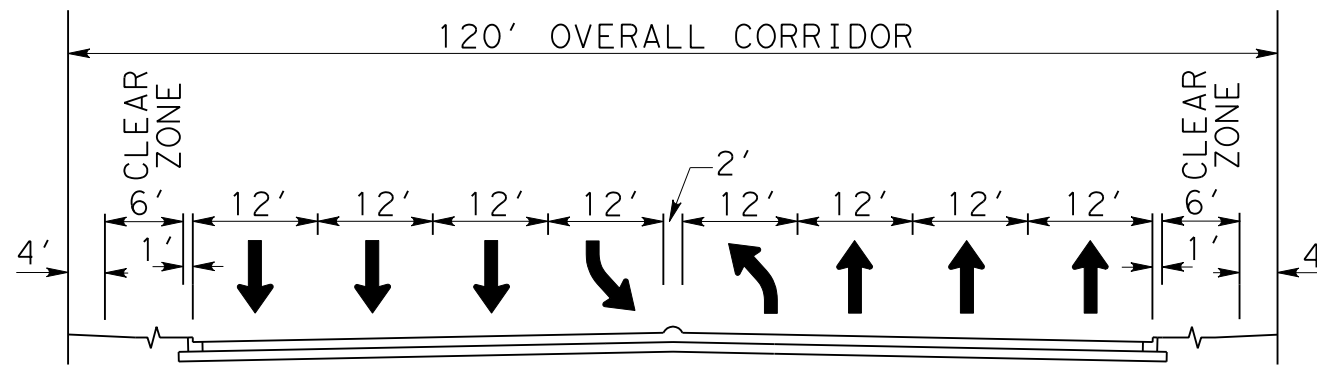 120' OVERALL CORRIDOR
CLEAR
ZONE
CLEAR
ZONE
2'
6' 12' 12' 12' 12' 12' 12' 12' 12' 6'
4' 1' 1' 4